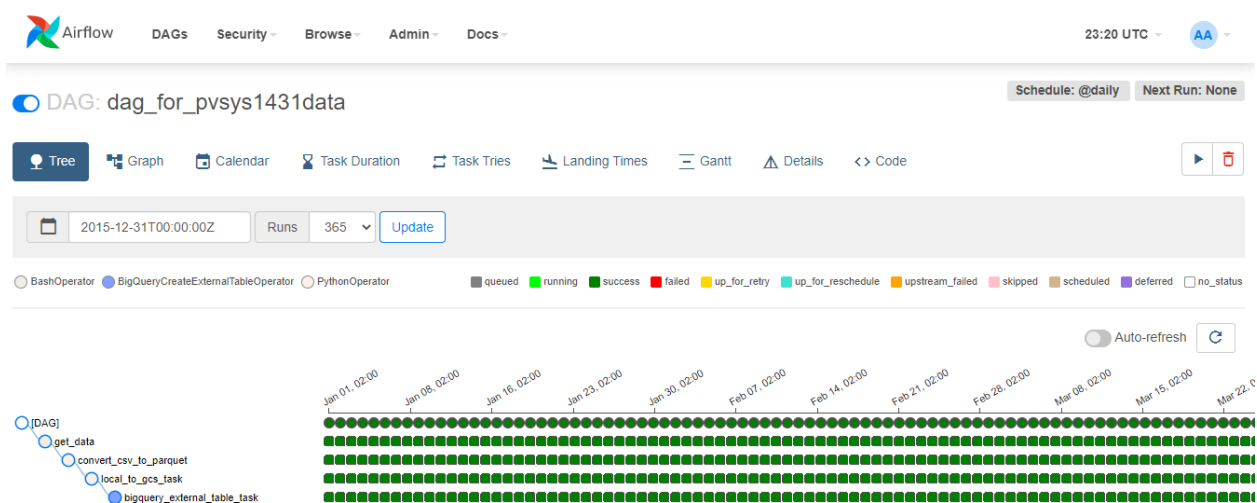 Airflow DAGs Security Browse Admin Docs 23:20 UTC AA
Schedule: @daily Next Run: None
DAG: dag_for_pvsys1431data
Tree Graph Calendar Task Duration Task Tries Landing Times Gantt Details <> Code
2015-12-31T00:00:00Z Runs 365 Update
BashOperator BigQueryCreateExternalTableOperator PythonOperator queued running success failed up_for_retry up_for_reschedule upstream_failed skipped scheduled deferred no_status
Auto-refresh
Jan 01, 02:00 Jan 08, 02:00 Jan 16, 02:00 Jan 23, 02:00 Jan 30, 02:00 Feb 07, 02:00 Feb 14, 02:00 Feb 21, 02:00 Feb 28, 02:00 Mar 08, 02:00 Mar 15, 02:00 Mar 22, 0
[DAG]
get_data
convert_csv_to_parquet
local_to_gcs_task
bigquery_external_table_task